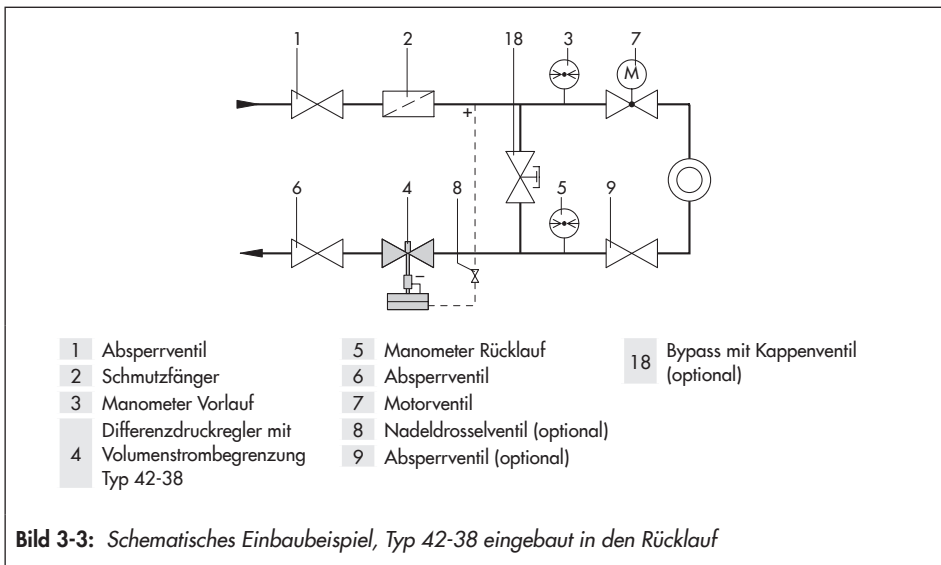 1 2 18 3 7
M
+
6 4 8 5 9
–
1 Absperrventil
2 Schmutzfänger
3 Manometer Vorlauf
4 Differenzdruckregler mit
Volumenstrombegrenzung
Typ 42-38
5 Manometer Rücklauf
6 Absperrventil
7 Motorventil
8 Nadeldrosselventil (optional)
9 Absperrventil (optional)
18 Bypass mit Kappenventil
(optional)
Bild 3-3: Schematisches Einbaubeispiel, Typ 42-38 eingebaut in den Rücklauf